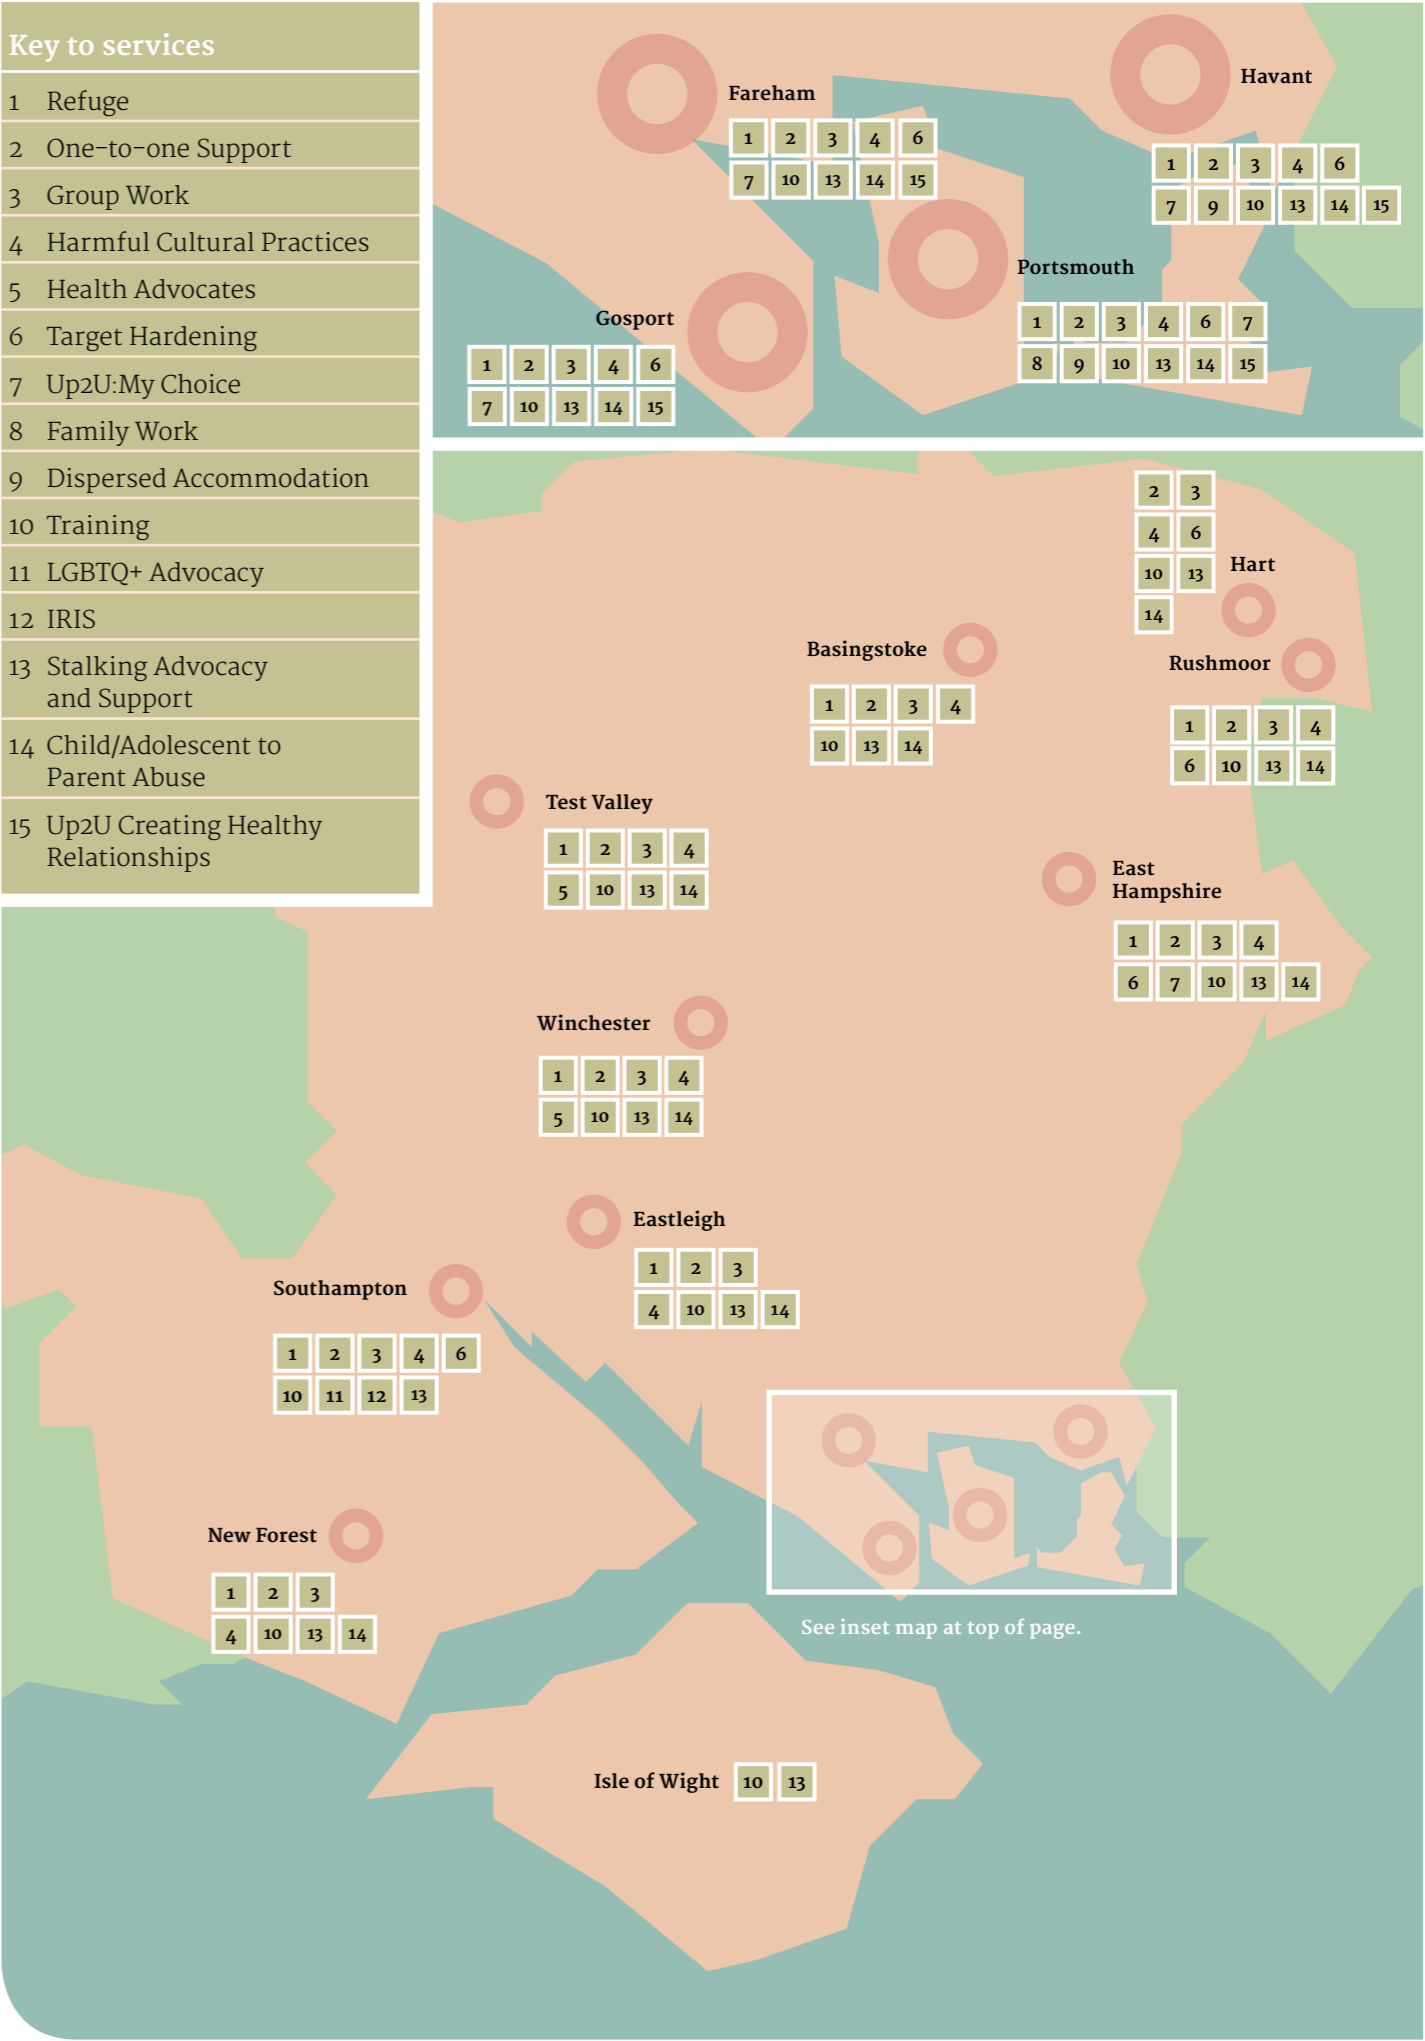 Key to services
1 Refuge
2 One-to-one Support
3 Group Work
4 Harmful Cultural Practices
5 Health Advocates
6 Target Hardening
7 Up2U:My Choice
8 Family Work
9 Dispersed Accommodation
10 Training
11 LGBTQ+ Advocacy
12 IRIS
13 Stalking Advocacy
and Support
14 Child/Adolescent to
Parent Abuse
15 Up2U Creating Healthy
Relationships
Fareham
1 2 3 4 6
7 10 13 14 15
Havant
1 2 3 4 6
7 9 10 13 14 15
Portsmouth
1 2 3 4 6 7
8 9 10 13 14 15
Gosport
1 2 3 4 6
7 10 13 14 15
2 3
4 6
10 13
14
Hart
Basingstoke
1 2 3 4
10 13 14
Rushmoor
1 2 3 4
6 10 13 14
Test Valley
1 2 3 4
5 10 13 14
East
Hampshire
1 2 3 4
6 7 10 13 14
Winchester
1 2 3 4
5 10 13 14
Eastleigh
1 2 3
4 10 13 14
Southampton
1 2 3 4 6
10 11 12 13
New Forest
1 2 3
4 10 13 14
See inset map at top of page.
Isle of Wight 10 13